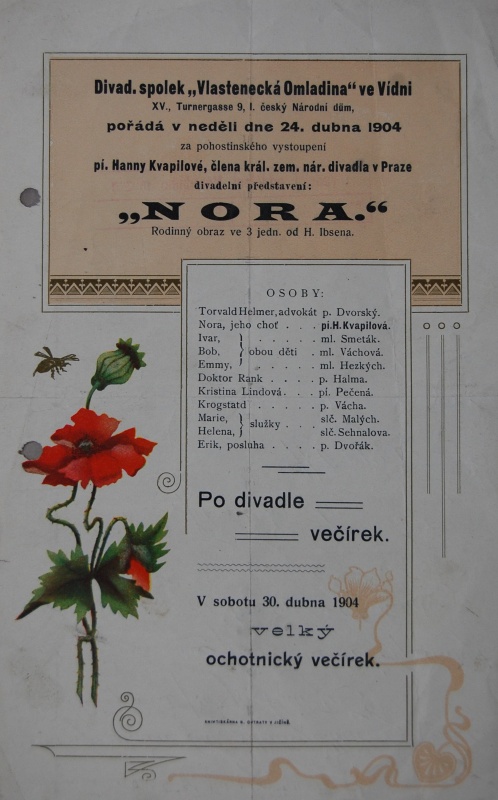 Divad. spolek „Vlastenecká Omladina“ ve Vídni
XV., Turnergasse 9, I. český Národní dům,
pořádá v neděli dne 24. dubna 1904
za pohostinského vystoupení
pí. Hanny Kvapilové, člena král. zem. nár. divadla v Praze
divadelní představení:
„NORA.“
Rodinný obraz ve 3 jedn. od H. Ibsena.
OSOBY:
Torvald Helmer, advokát p. Dvorský.
Nora, jeho choť . . . pí. H. Kvapilová.
Ivar, } . . . . . ml. Smeták.
Bob, } obou děti . ml. Váchová.
Emmy, } . . . . ml. Hezkých.
Doktor Rank . . . . p. Halma.
Kristina Lindová . . . pí. Pečená.
Krogstatd . . . . . p. Vácha.
Marie, } služky . . . slč. Malých.
Helena, } slč. Sehnalova.
Erik, posluha . . . p. Dvořák.
Po divadle
večírek.
V sobotu 30. dubna 1904
velký
ochotnický večírek.